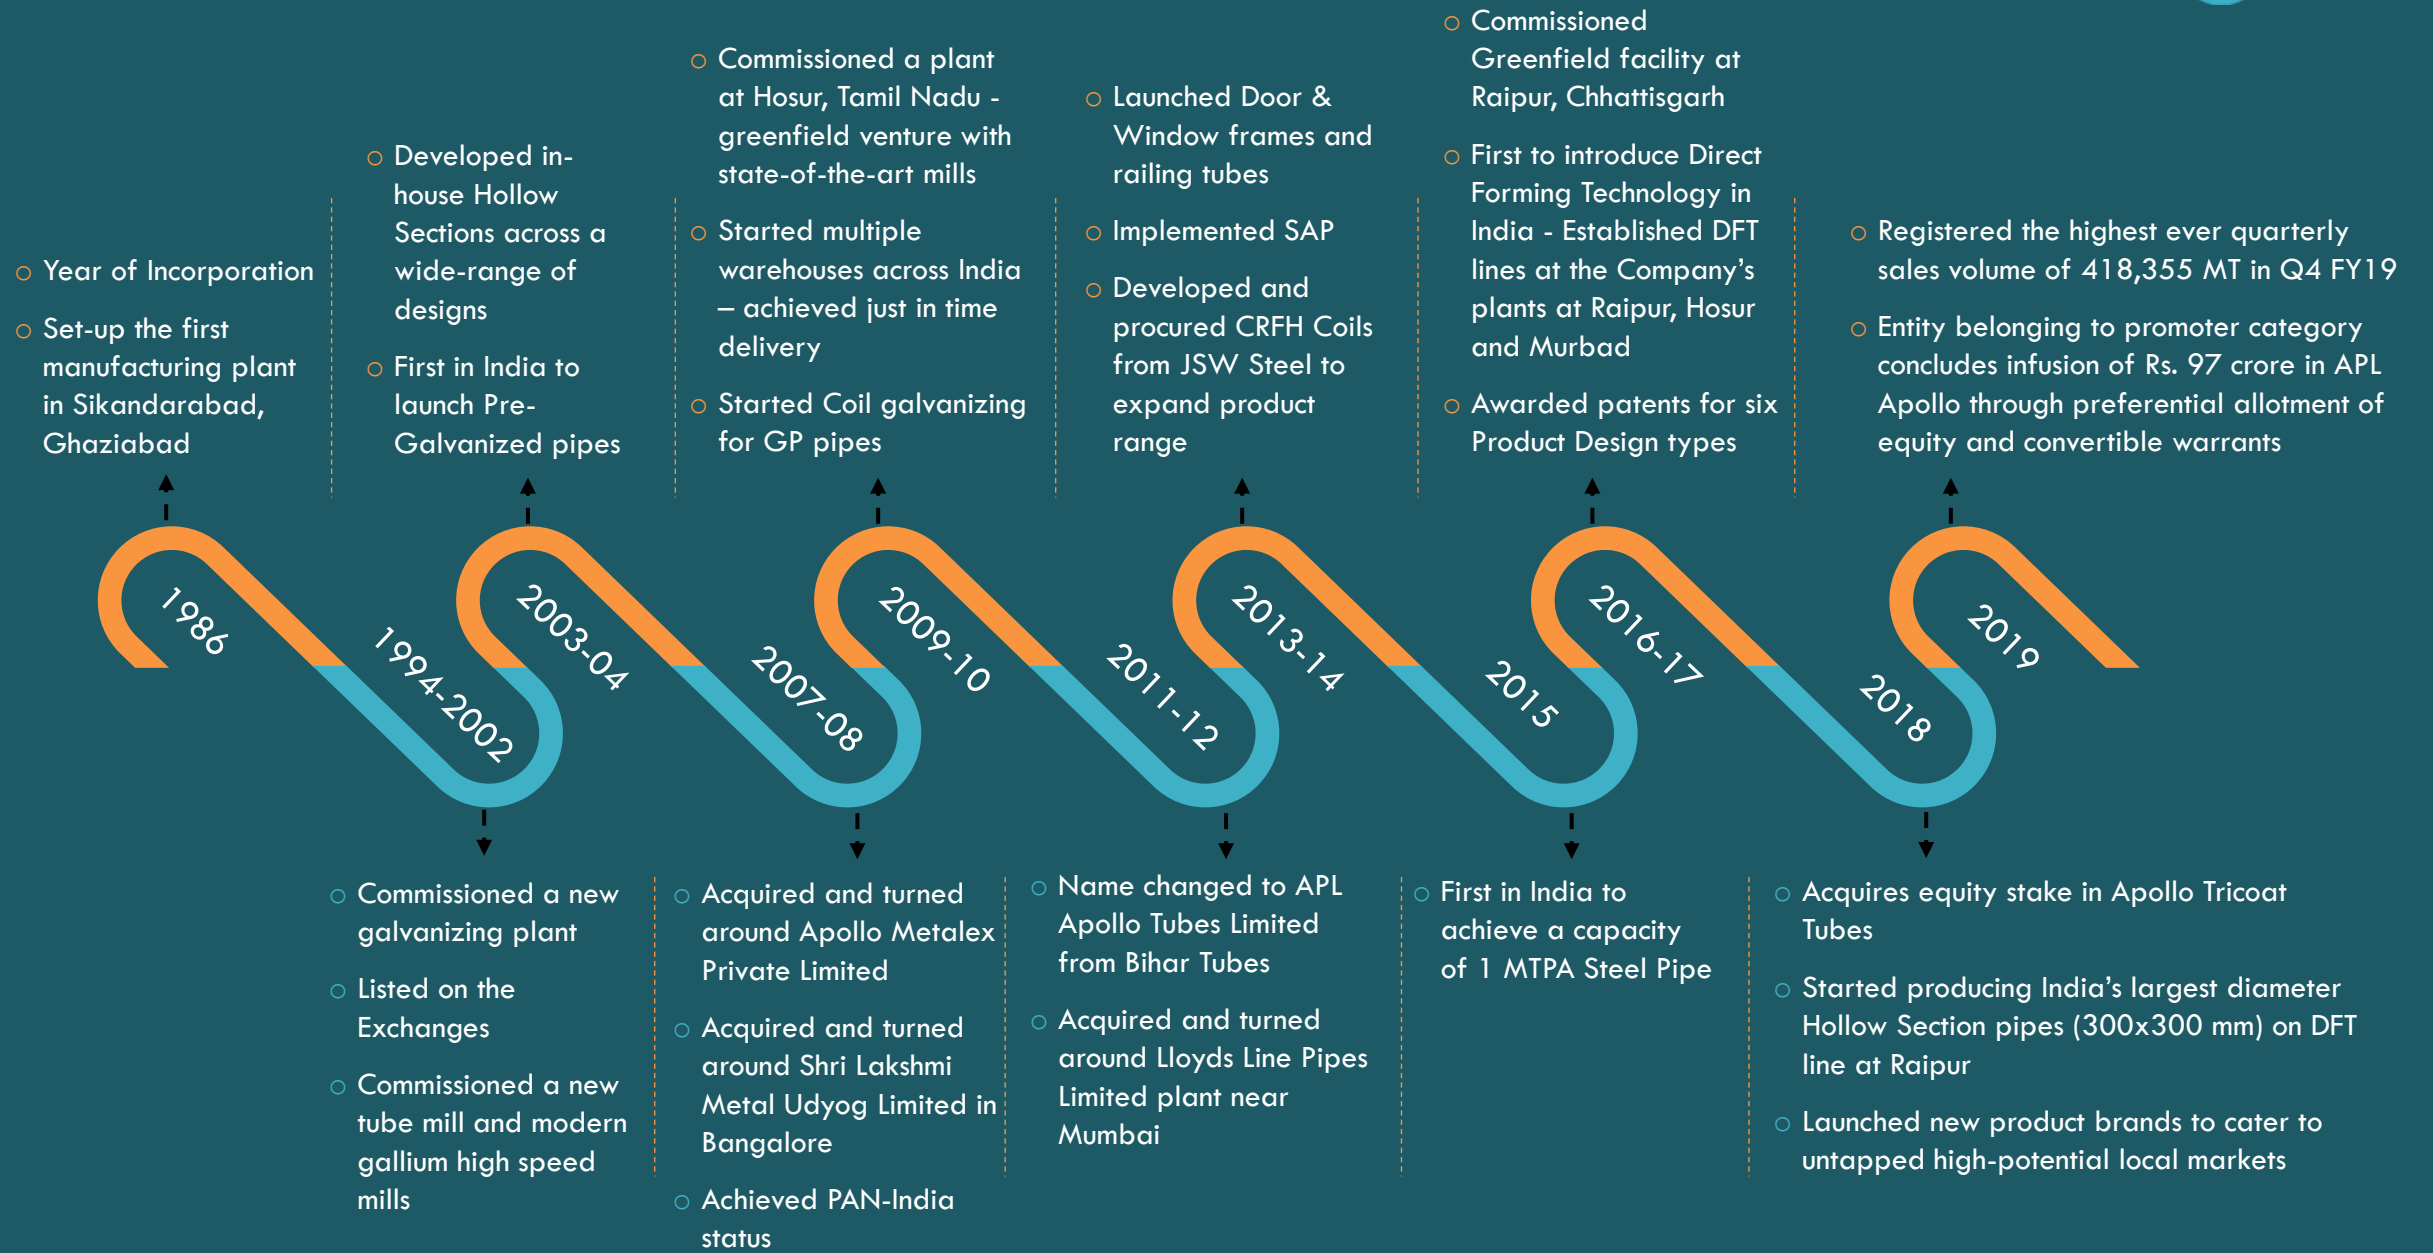 Year of Incorporation
Set-up the first
manufacturing plant
in Sikandarabad,
Ghaziabad
Developed in-
house Hollow
Sections across a
wide-range of
designs
First in India to
launch Pre-
Galvanized pipes
Commissioned a plant
at Hosur, Tamil Nadu -
greenfield venture with
state-of-the-art mills
Started multiple
warehouses across India
– achieved just in time
delivery
Started Coil galvanizing
for GP pipes
Launched Door &
Window frames and
railing tubes
Implemented SAP
Developed and
procured CRFH Coils
from JSW Steel to
expand product
range
Commissioned
Greenfield facility at
Raipur, Chhattisgarh
First to introduce Direct
Forming Technology in
India - Established DFT
lines at the Company’s
plants at Raipur, Hosur
and Murbad
Awarded patents for six
Product Design types
Registered the highest ever quarterly
sales volume of 418,355 MT in Q4 FY19
Entity belonging to promoter category
concludes infusion of Rs. 97 crore in APL
Apollo through preferential allotment of
equity and convertible warrants
1986
1994-2002
2003-04
2007-08
2009-10
2011-12
2013-14
2015
2016-17
2018
2019
Commissioned a new
galvanizing plant
Listed on the
Exchanges
Commissioned a new
tube mill and modern
gallium high speed
mills
Acquired and turned
around Apollo Metalex
Private Limited
Acquired and turned
around Shri Lakshmi
Metal Udyog Limited in
Bangalore
Achieved PAN-India
status
Name changed to APL
Apollo Tubes Limited
from Bihar Tubes
Acquired and turned
around Lloyds Line Pipes
Limited plant near
Mumbai
First in India to
achieve a capacity
of 1 MTPA Steel Pipe
Acquires equity stake in Apollo Tricoat
Tubes
Started producing India’s largest diameter
Hollow Section pipes (300x300 mm) on DFT
line at Raipur
Launched new product brands to cater to
untapped high-potential local markets